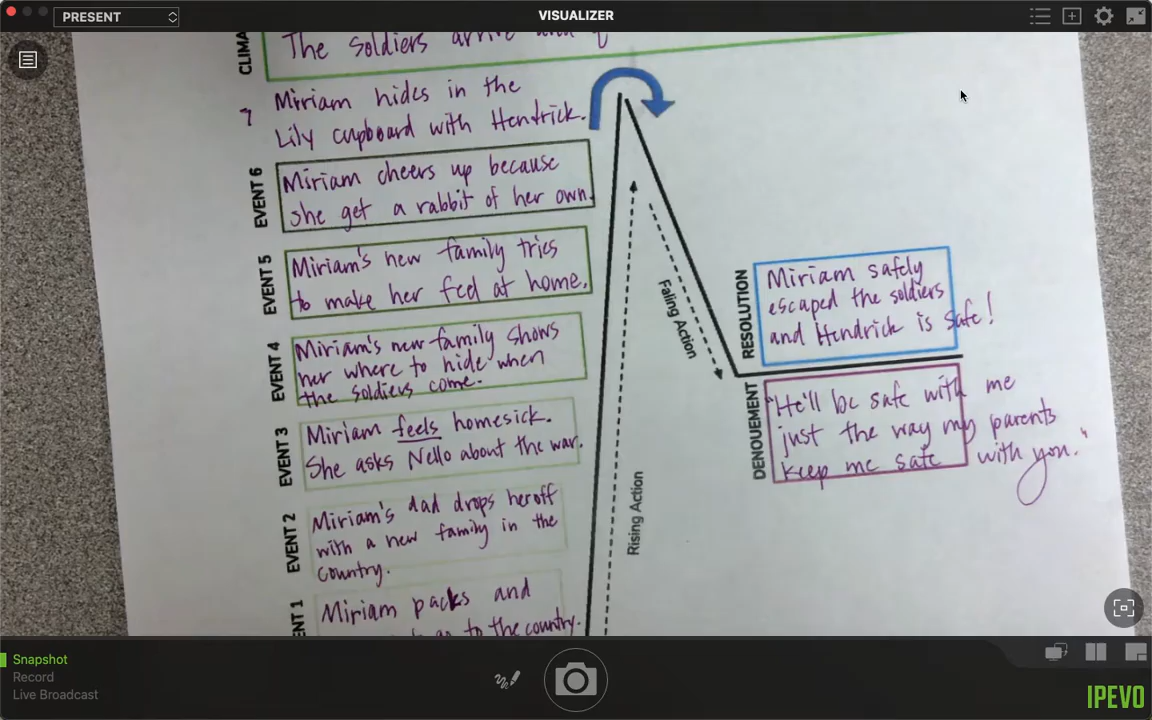 PRESENT
VISUALIZER
CLIMA
The soldiers arrive and
7
Miriam hides in the
Lily cupboard with Hendrick.
EVENT 6
Miriam cheers up because
she get a rabbit of her own.
EVENT 5
Miriam's new family tries
to make her feel at home.
EVENT 4
Miriam's new family shows
her where to hide when
the soldiers come.
EVENT 3
Miriam feels homesick.
She asks Nello about the war.
EVENT 2
Miriam's dad drops her off
with a new family in the
country.
ENT 1
Miriam packs and
go to the country.
Rising Action
Faling Action
RESOLUTION
Miriam safely
escaped the soldiers
and Hendrick is safe!
DENOUEMENT
"He'll be safe with me
just the way my parents
keep me safe with you."
Snapshot
Record
Live Broadcast
IPEVO